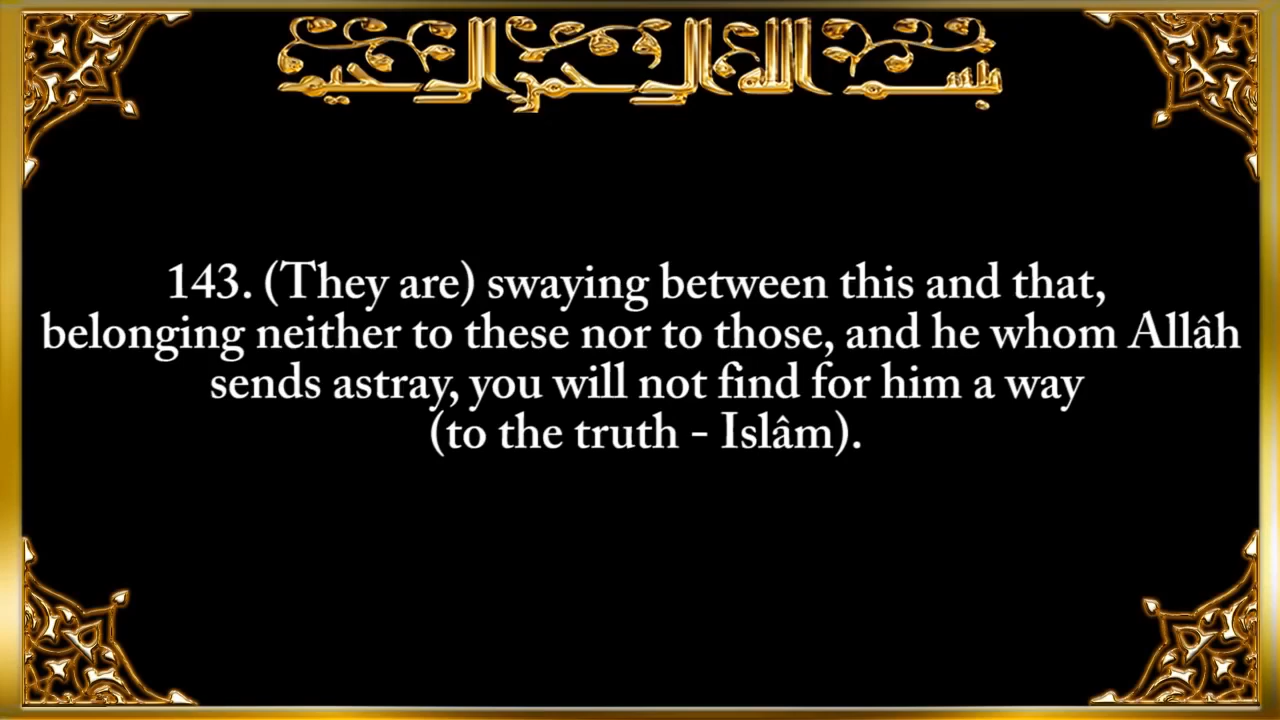 بسم الله الرحمن الرحيم
143. (They are) swaying between this and that,
belonging neither to these nor to those, and he whom Allâh
sends astray, you will not find for him a way
(to the truth - Islâm).